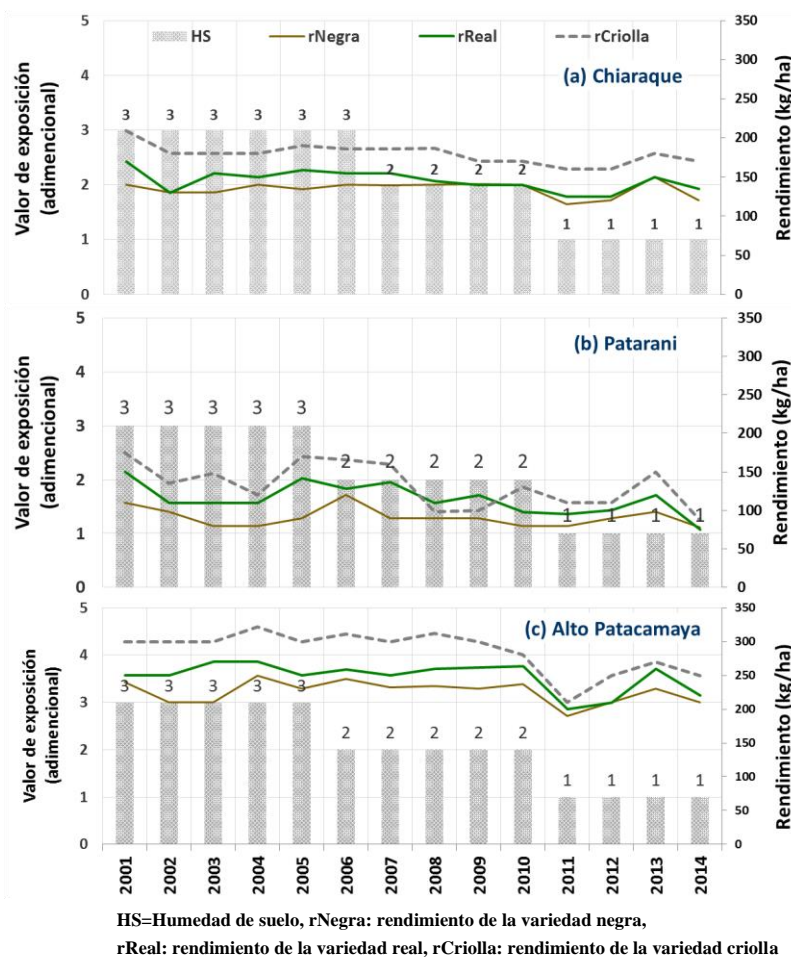 HS rNegra rReal rCriolla
(a) Chiaraque
Valor de exposición
(adimencional)
Rendimiento (kg/ha)
5 4 3 2 1 0
3 3 3 3 3 3 2 2 2 2 1 1 1 1
350 300 250 200 150 100 50 0
(b) Patarani
Valor de exposición
(adimencional)
Rendimiento (kg/ha)
5 4 3 2 1 0
3 3 3 3 3 2 2 2 2 2 1 1 1 1
350 300 250 200 150 100 50 0
(c) Alto Patacamaya
Valor de exposición
(adimencional)
Rendimiento (kg/ha)
5 4 3 2 1 0
3 3 3 3 3 2 2 2 2 2 1 1 1 1
350 300 250 200 150 100 50 0
2001 2002 2003 2004 2005 2006 2007 2008 2009 2010 2011 2012 2013 2014
HS=Humedad de suelo, rNegra: rendimiento de la variedad negra,
rReal: rendimiento de la variedad real, rCriolla: rendimiento de la variedad criolla